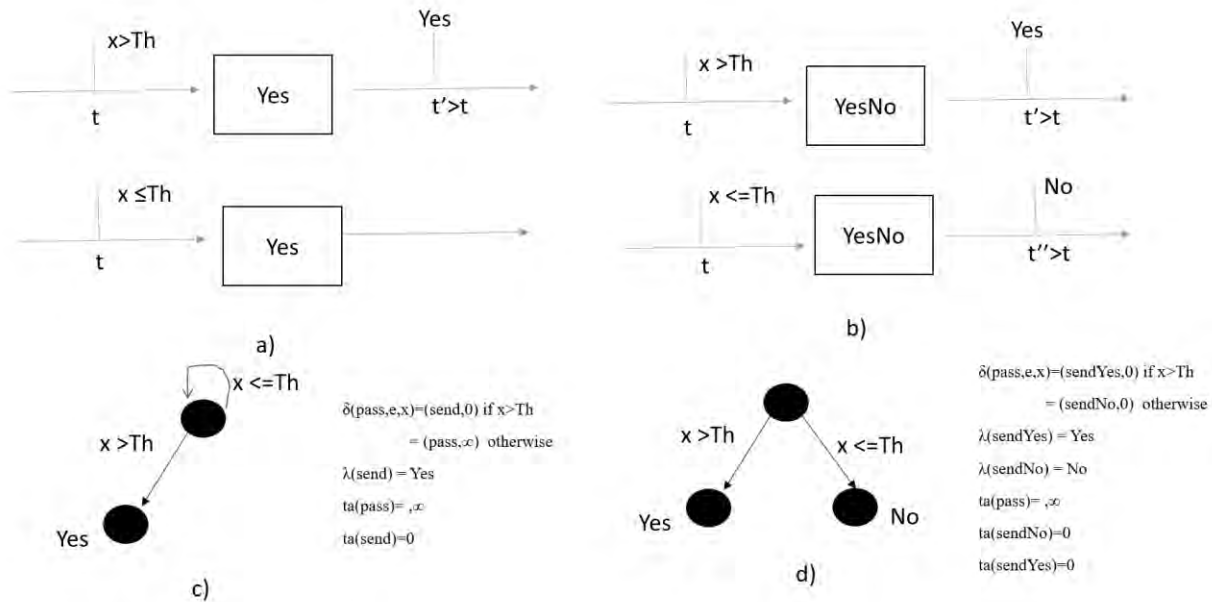 x>Th
Yes
t
Yes
t'>t
x ≤Th
t
Yes
a)
x >Th
Yes
t
YesNo
t'>t
x <=Th
No
t
YesNo
t''>t
b)
x <=Th
x >Th
Yes
δ(pass,e,x)=(send,0) if x>Th
= (pass,∞) otherwise
λ(send) = Yes
ta(pass)= ,∞
ta(send)=0
c)
x >Th
x <=Th
Yes
No
δ(pass,e,x)=(sendYes,0) if x>Th
= (sendNo,0) otherwise
λ(sendYes) = Yes
λ(sendNo) = No
ta(pass)= ,∞
ta(sendNo)=0
ta(sendYes)=0
d)